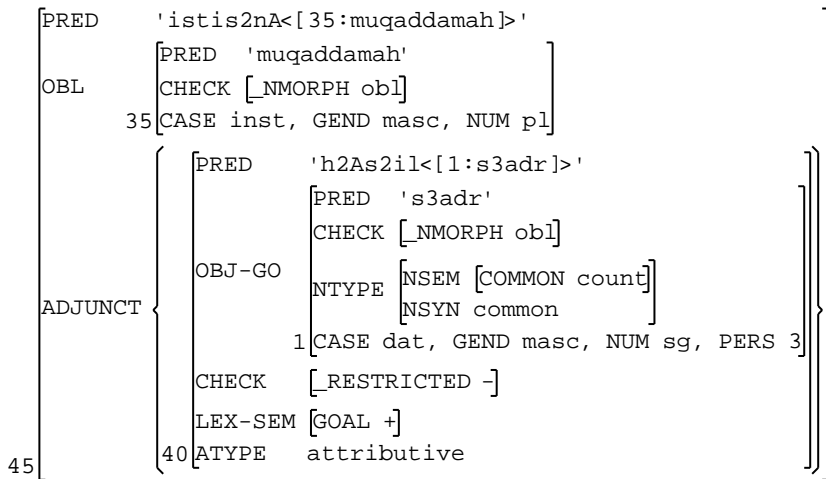 PRED 'istis2nA<[35:muqaddamah]>'
PRED 'muqaddamah'
OBL CHECK [_NMORPH obl]
35 CASE inst, GEND masc, NUM pl
PRED 'h2As2il<[1:s3adr]>'
PRED 's3adr'
CHECK [_NMORPH obl]
OBJ-GO
NTYPE NSEM [COMMON count]
NSYN common
ADJUNCT
1 CASE dat, GEND masc, NUM sg, PERS 3
CHECK [_RESTRICTED -]
LEX-SEM [GOAL +]
40 ATYPE attributive
45